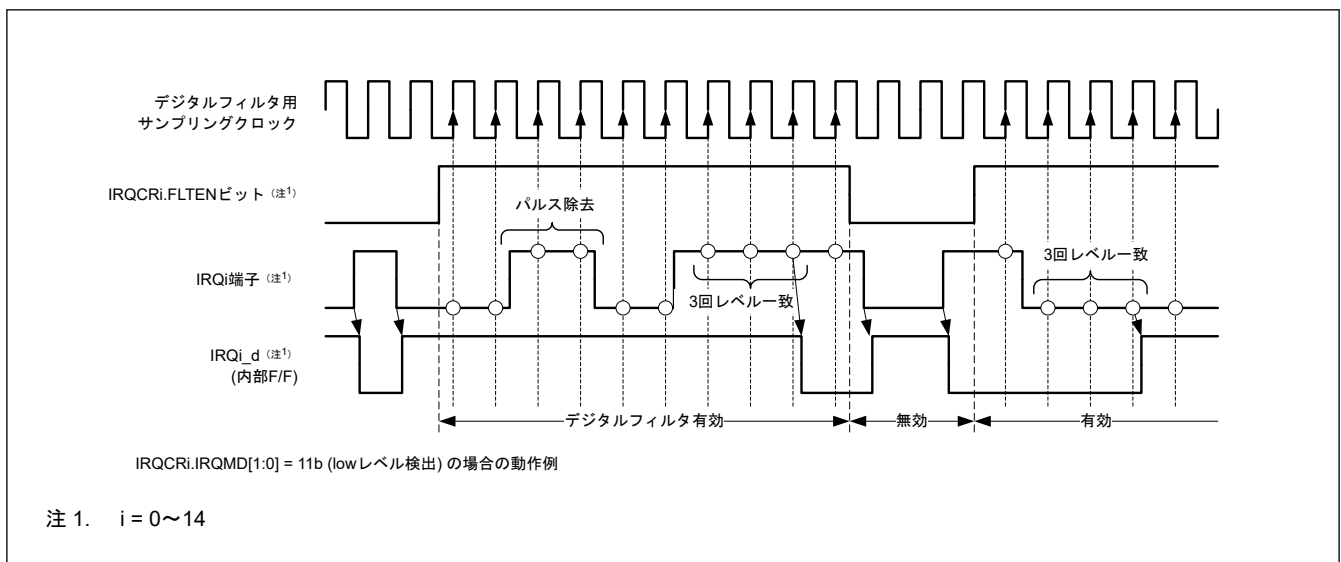 デジタルフィルタ用
サンプリングクロック
IRQCRi.FLTENビット（注1）
パルス除去
IRQi端子（注1）
3回レベル一致
3回レベル一致
IRQi_d（注1）
(内部F/F)
デジタルフィルタ有効
無効
有効
IRQCRi.IRQMD[1:0] = 11b (lowレベル検出) の場合の動作例
注 1. i = 0～14